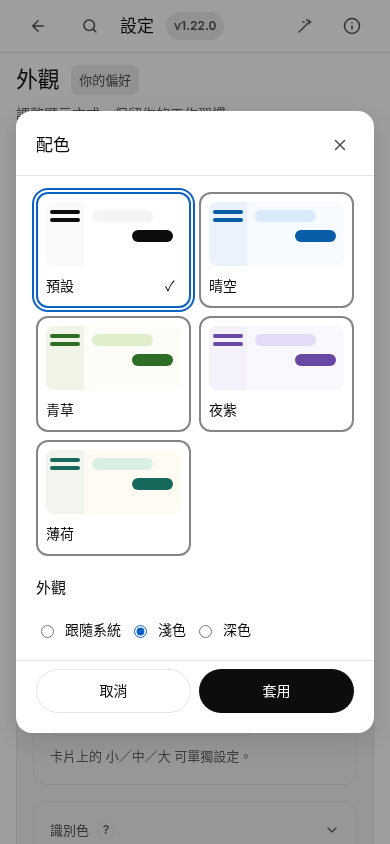 設定 v1.22.0
外觀 你的偏好
配色
預設
晴空
青草
夜紫
薄荷
外觀
跟隨系統 淺色 深色
取消 套用
卡片上的 小／中／大 可單獨設定。
識別色 ?